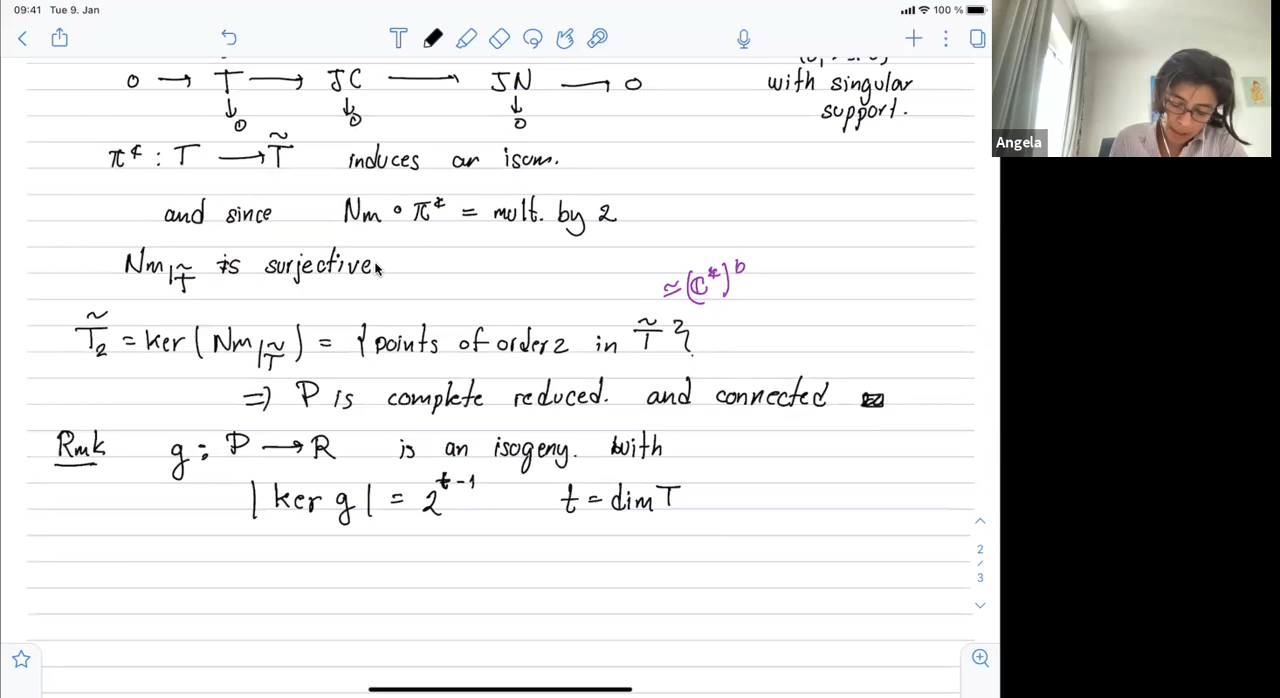 09:41 Tue 9. Jan
100 %
0 → T → JC → JN → 0
with singular
support.
↓ ↓ ↓
0 0 0
π* : T → T̃ induces an isom.
and since Nm ∘ π* = mult. by 2
Nm|T̃ is surjective.
≃ (ℂ*)^b
T̃₂ = ker (Nm|T̃) = { points of order 2 in T̃ }
⇒ P is complete reduced. and connected
Rmk g : P → R is an isogeny. with
| ker g | = 2^{t-1} t = dim T
2
/
3
Angela